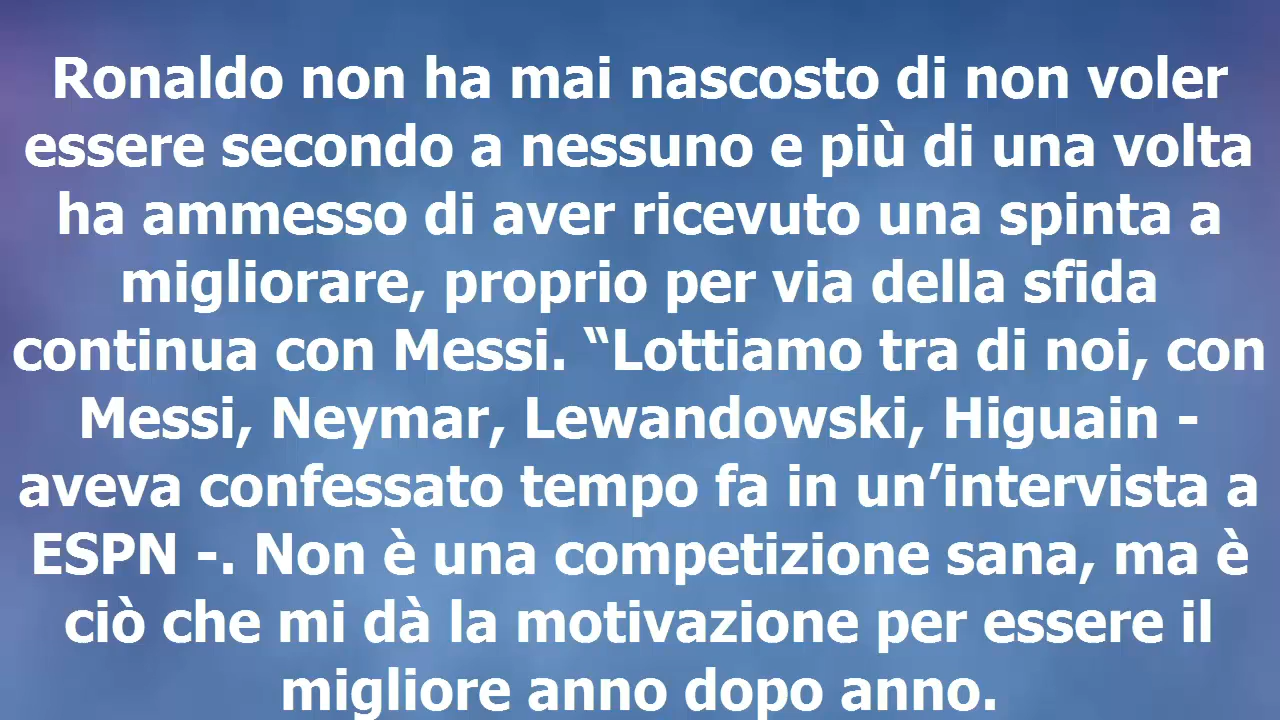 Ronaldo non ha mai nascosto di non voler
essere secondo a nessuno e più di una volta
ha ammesso di aver ricevuto una spinta a
migliorare, proprio per via della sfida
continua con Messi. “Lottiamo tra di noi, con
Messi, Neymar, Lewandowski, Higuain -
aveva confessato tempo fa in un’intervista a
ESPN -. Non è una competizione sana, ma è
ciò che mi dà la motivazione per essere il
migliore anno dopo anno.